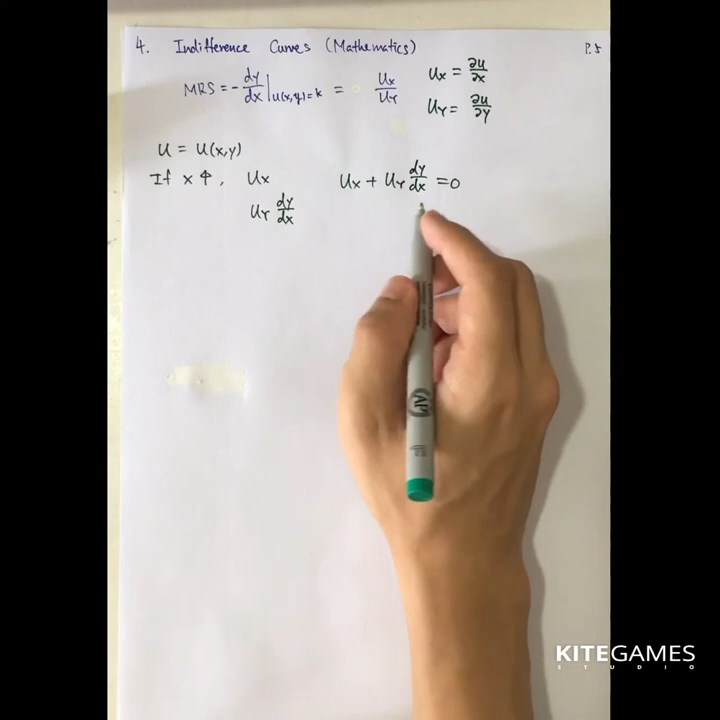 4. Indifference Curves (Mathematics) P.5
MRS = -dy/dx |U(x,y)=k = Ux/UY
Ux = ∂u/∂x
UY = ∂u/∂y
U = U(x,y)
If x ↑, Ux
UY dy/dx
Ux + UY dy/dx = 0
AP
KITEGAMES
STUDIO